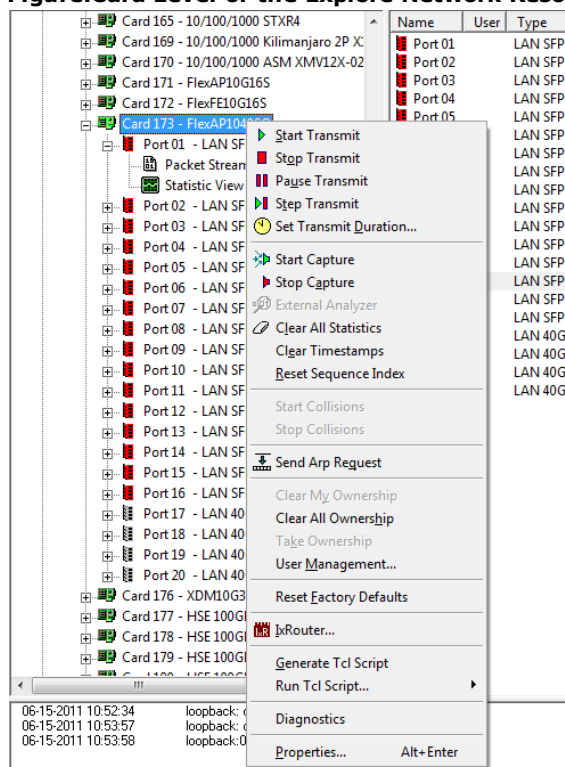 Figure: Card Level of the Explore Network Reso
Card 165 - 10/100/1000 STXR4
Card 169 - 10/100/1000 Kilimanjaro 2P X
Card 170 - 10/100/1000 ASM XMV12X-02
Card 171 - FlexAP10G16S
Card 172 - FlexFE10G16S
Card 173 - FlexAP1040
Port 01 - LAN SF
Packet Stream
Statistic View
Port 02 - LAN SF
Port 03 - LAN SF
Port 04 - LAN SF
Port 05 - LAN SF
Port 06 - LAN SF
Port 07 - LAN SF
Port 08 - LAN SF
Port 09 - LAN SF
Port 10 - LAN SF
Port 11 - LAN SF
Port 12 - LAN SF
Port 13 - LAN SF
Port 14 - LAN SF
Port 15 - LAN SF
Port 16 - LAN SF
Port 17 - LAN 40
Port 18 - LAN 40
Port 19 - LAN 40
Port 20 - LAN 40
Card 176 - XDM10G3
Card 177 - HSE 100G
Card 178 - HSE 100G
Card 179 - HSE 100G
Name User Type
Port 01 LAN SFP
Port 02 LAN SFP
Port 03 LAN SFP
Port 04 LAN SFP
Port 05 LAN SFP
LAN SFP
LAN SFP
LAN SFP
LAN SFP
LAN SFP
LAN SFP
LAN SFP
LAN SFP
LAN SFP
LAN SFP
LAN SFP
LAN 40G
LAN 40G
LAN 40G
LAN 40G
Start Transmit
Stop Transmit
Pause Transmit
Step Transmit
Set Transmit Duration...
Start Capture
Stop Capture
External Analyzer
Clear All Statistics
Clear Timestamps
Reset Sequence Index
Start Collisions
Stop Collisions
Send Arp Request
Clear My Ownership
Clear All Ownership
Take Ownership
User Management...
Reset Factory Defaults
IxRouter...
Generate Tcl Script
Run Tcl Script...
Diagnostics
Properties... Alt+Enter
06-15-2011 10:52:34 loopback:
06-15-2011 10:53:57 loopback:
06-15-2011 10:53:58 loopback:0